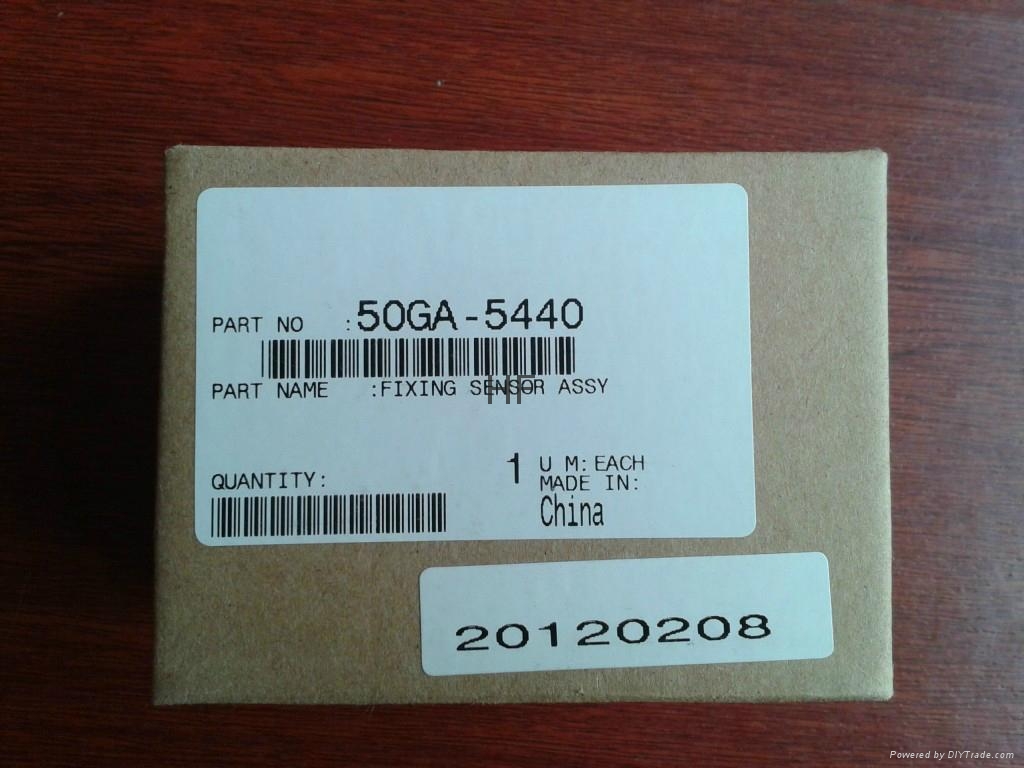 PART NO :50GA-5440
PART NAME :FIXING SENSOR ASSY
HF
QUANTITY: 1 U M: EACH
MADE IN:
China
20120208
Powered by DIYTrade.com